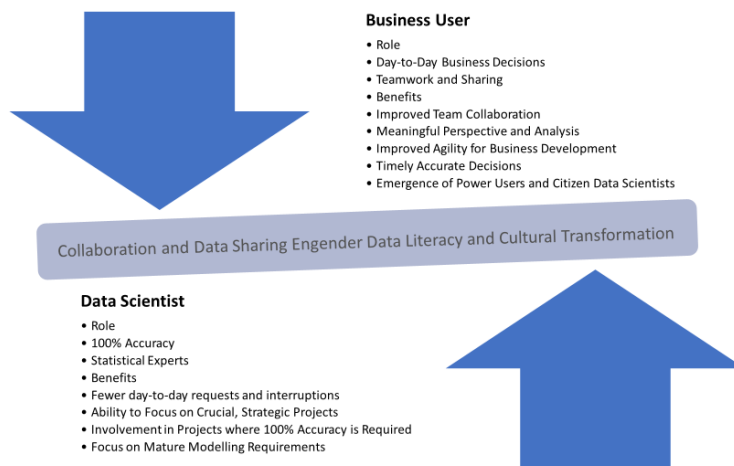 Business User
• Role
• Day-to-Day Business Decisions
• Teamwork and Sharing
• Benefits
• Improved Team Collaboration
• Meaningful Perspective and Analysis
• Improved Agility for Business Development
• Timely Accurate Decisions
• Emergence of Power Users and Citizen Data Scientists
Collaboration and Data Sharing Engender Data Literacy and Cultural Transformation
Data Scientist
• Role
• 100% Accuracy
• Statistical Experts
• Benefits
• Fewer day-to-day requests and interruptions
• Ability to Focus on Crucial, Strategic Projects
• Involvement in Projects where 100% Accuracy is Required
• Focus on Mature Modelling Requirements